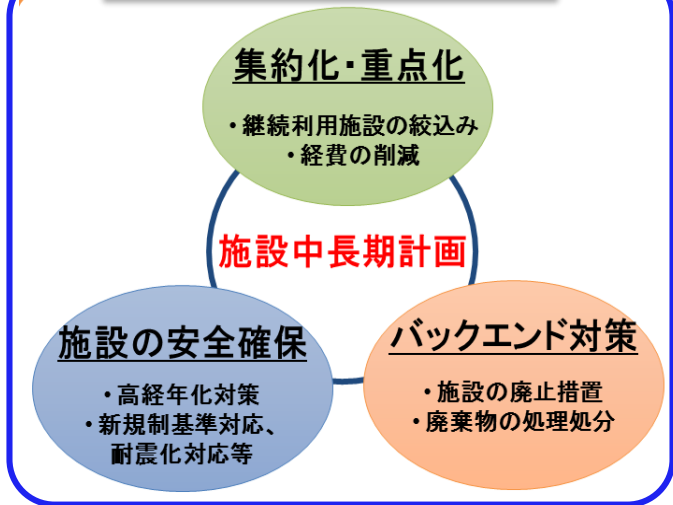 集約化・重点化
・継続利用施設の絞込み
・経費の削減
施設中長期計画
施設の安全確保
・高経年化対策
・新規制基準対応、
耐震化対応等
バックエンド対策
・施設の廃止措置
・廃棄物の処理処分